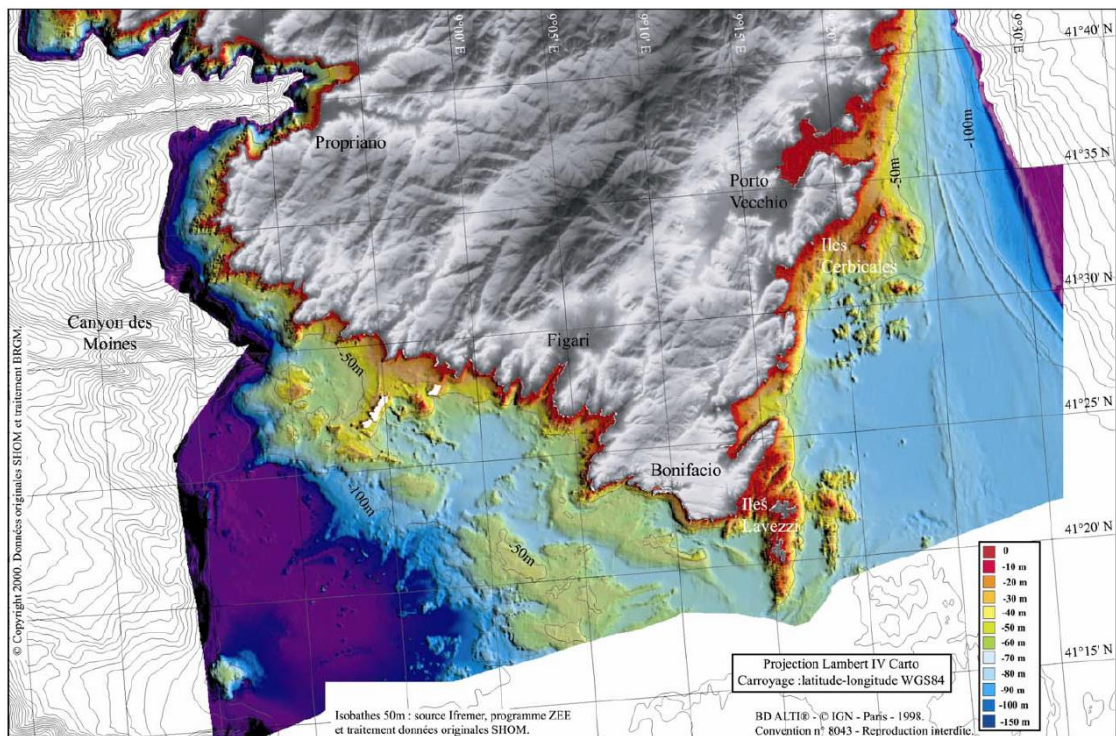 9°00' E
9°05' E
9°10' E
9°15' E
9°30' E
41°40' N
41°35' N
41°30' N
41°25' N
41°20' N
41°15' N
Propriano
Porto
Vecchio
-50m
-100m
Iles
Cerbicales
Canyon des
Moines
Figari
-50m
Bonifacio
Iles
Lavezzi
-100m
-50m
0
-10 m
-20 m
-30 m
-40 m
-50 m
-60 m
-70 m
-80 m
-90 m
-100 m
-150 m
Projection Lambert IV Carto
Carroyage :latitude-longitude WGS84
Isobathes 50m : source Ifremer, programme ZEE
et traitement données originales SHOM.
BD ALTI® - © IGN - Paris - 1998.
Convention n° 8043 - Reproduction interdite.
© Copyright 2000. Données originales SHOM et traitement BRGM.